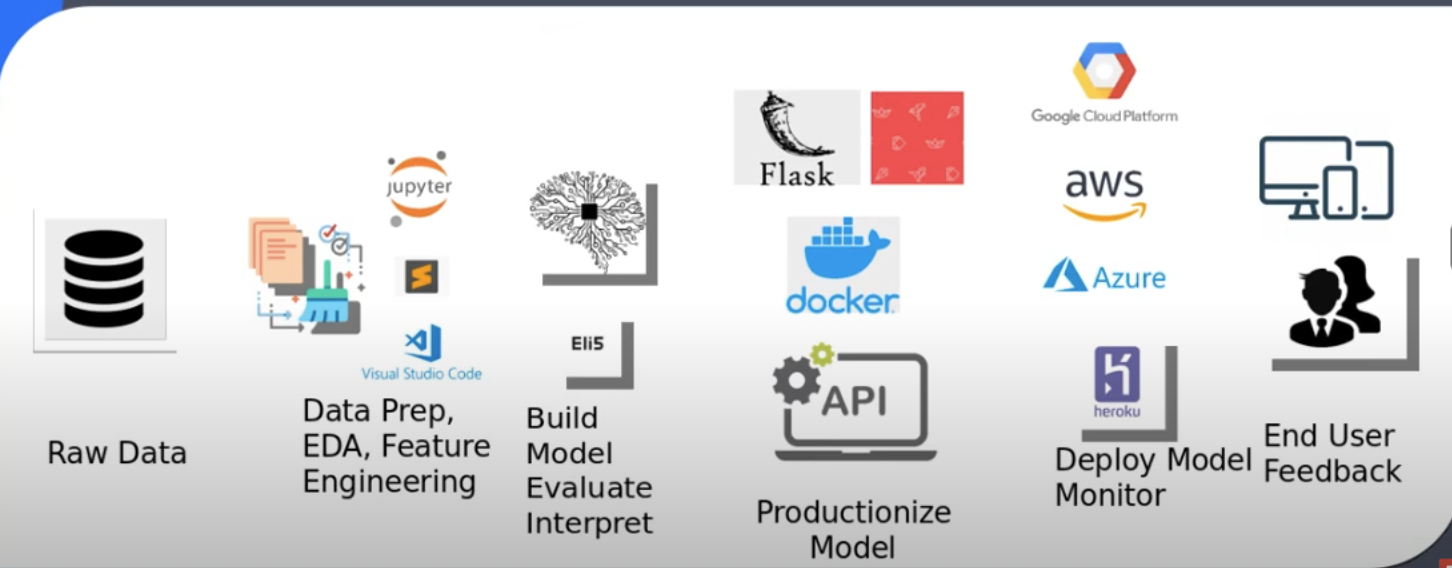 Raw Data
jupyter
Visual Studio Code
Data Prep,
EDA, Feature
Engineering
Eli5
Build
Model
Evaluate
Interpret
Flask
docker
API
Productionize
Model
Google Cloud Platform
aws
Azure
heroku
Deploy Model
Monitor
End User
Feedback